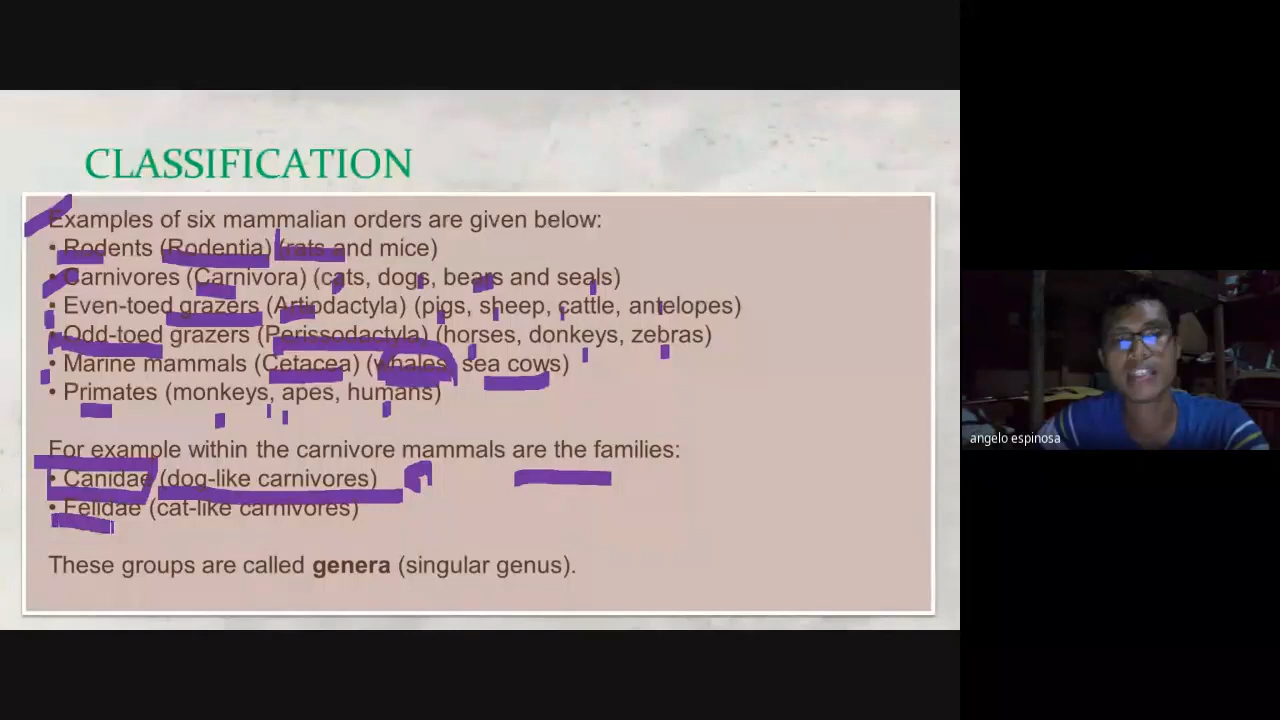 CLASSIFICATION
Examples of six mammalian orders are given below:
• Rodents (Rodentia) (rats and mice)
• Carnivores (Carnivora) (cats, dogs, bears and seals)
• Even-toed grazers (Artiodactyla) (pigs, sheep, cattle, antelopes)
• Odd-toed grazers (Perissodactyla) (horses, donkeys, zebras)
• Marine mammals (Cetacea) (whales, sea cows)
• Primates (monkeys, apes, humans)
For example within the carnivore mammals are the families:
• Canidae (dog-like carnivores)
• Felidae (cat-like carnivores)
These groups are called genera (singular genus).
angelo espinosa